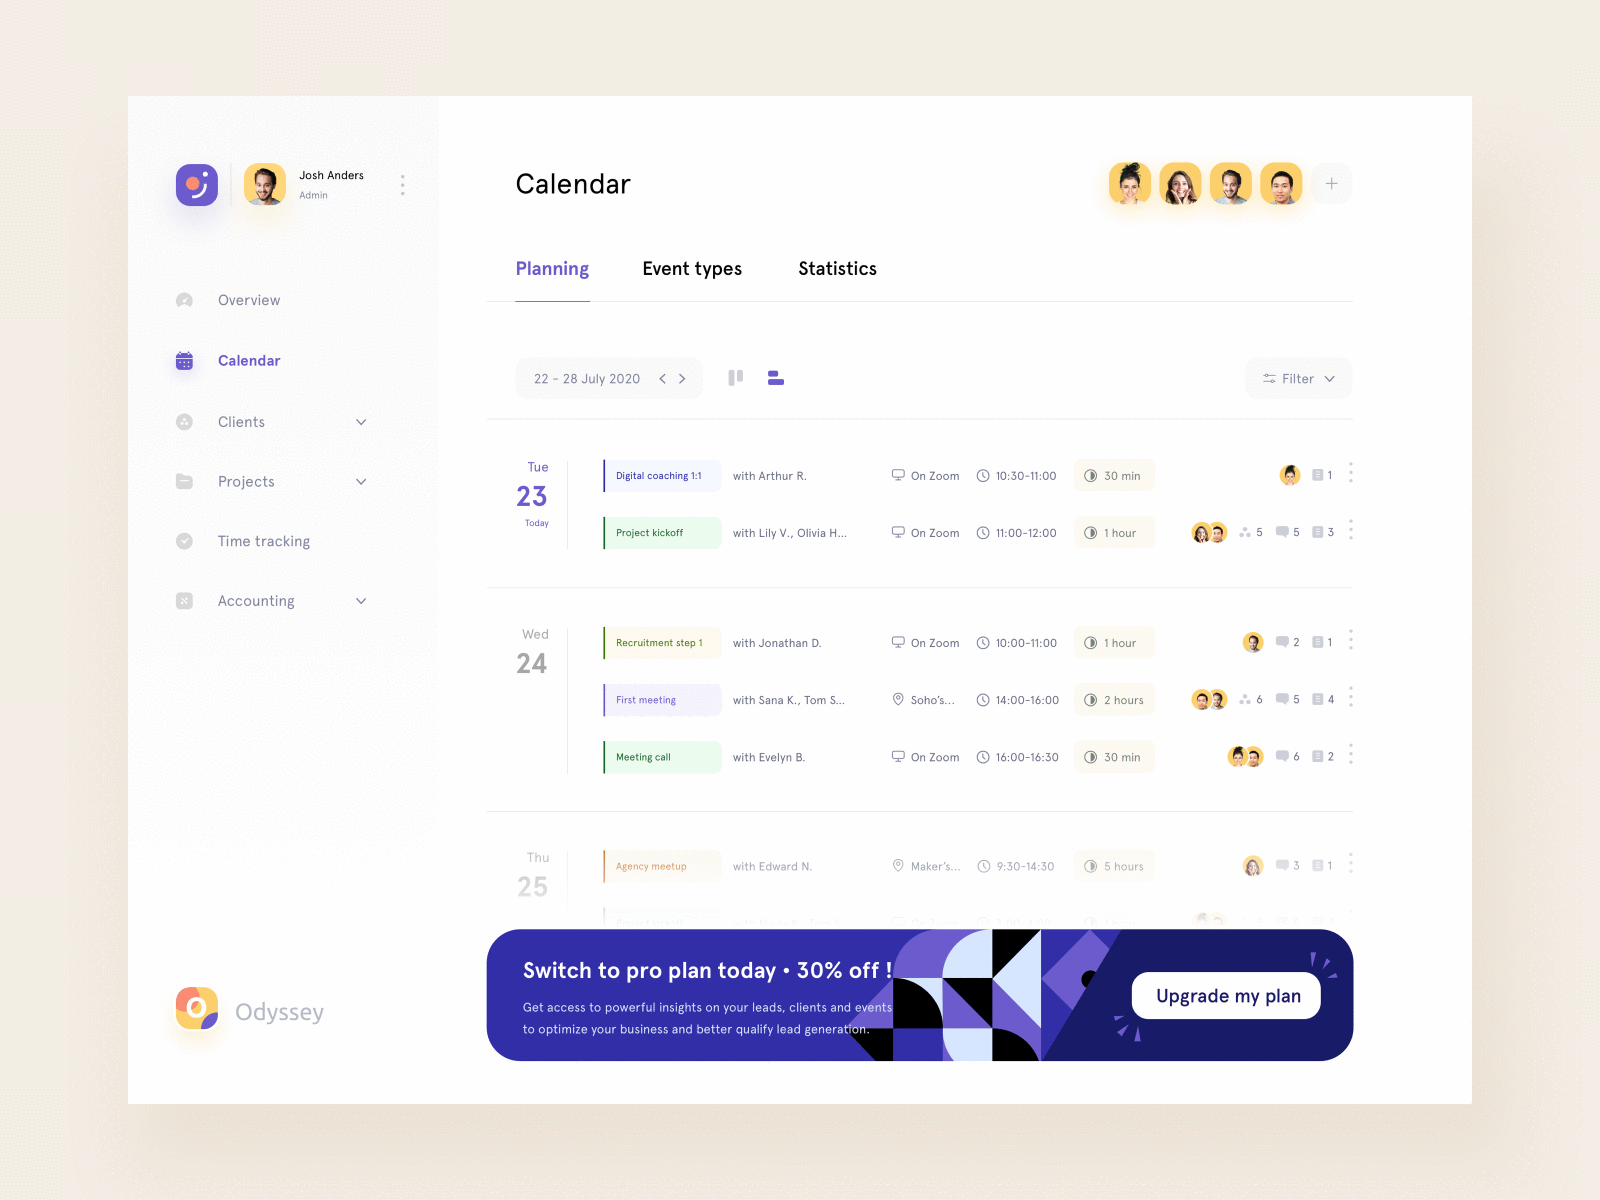 Josh Anders
Admin
Overview
Calendar
Clients
Projects
Time tracking
Accounting
Odyssey
Calendar
Planning Event types Statistics
22 - 28 July 2020
Filter
Tue
23
Today
Digital coaching 1:1 with Arthur R. On Zoom 10:30-11:00 30 min 1
Project kickoff with Lily V., Olivia H... On Zoom 11:00-12:00 1 hour 5 5 3
Wed
24
Recruitment step 1 with Jonathan D. On Zoom 10:00-11:00 1 hour 2 1
First meeting with Sana K., Tom S... Soho's... 14:00-16:00 2 hours 6 5 4
Meeting call with Evelyn B. On Zoom 16:00-16:30 30 min 6 2
Thu
25
Agency meetup with Edward N. Maker's... 9:30-14:30 5 hours 3 1
Switch to pro plan today • 30% off !
Get access to powerful insights on your leads, clients and events
to optimize your business and better qualify lead generation.
Upgrade my plan